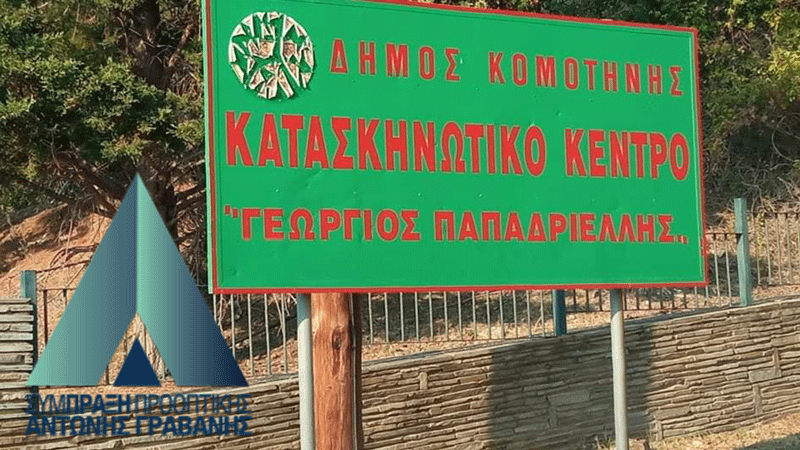 ΔΗΜΟΣ ΚΟΜΟΤΗΝΗΣ
ΚΑΤΑΣΚΗΝΩΤΙΚΟ ΚΕΝΤΡΟ
"ΓΕΩΡΓΙΟΣ ΠΑΠΑΔΡΙΕΛΛΗΣ„
ΣΥΜΠΡΑΞΗ ΠΡΟΟΠΤΙΚΗΣ
ΑΝΤΩΝΗΣ ΓΡΑΒΑΝΗΣ